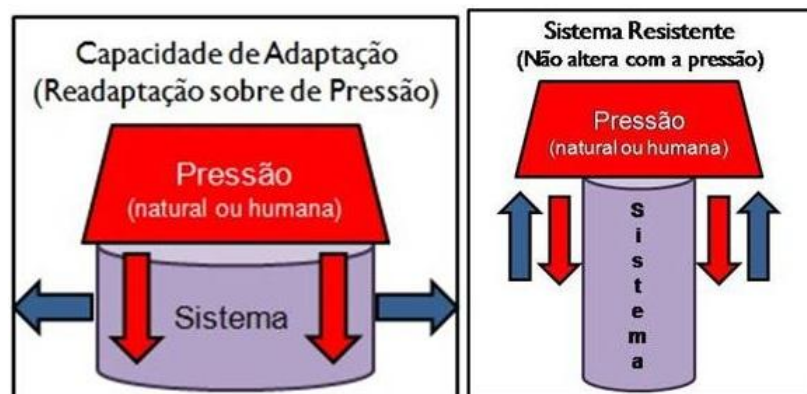 Capacidade de Adaptação
(Readaptação sobre de Pressão)
Pressão
(natural ou humana)
Sistema
Sistema Resistente
(Não altera com a pressão)
Pressão
(natural ou humana)
Sistema